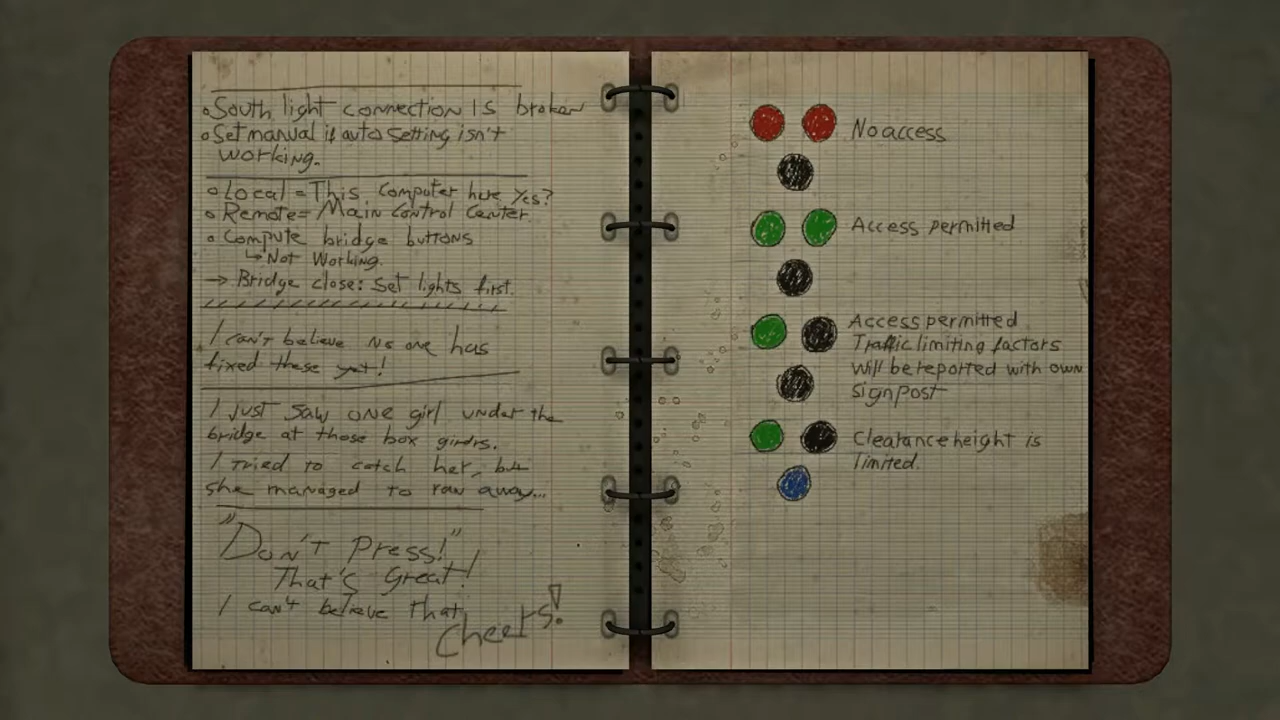 South light connection is broken
Set manual if auto setting isn't
working.
Local = This computer here Yes?
Remote = Main Control Center.
Compute bridge buttons
Not Working.
→ Bridge close: Set lights first.
I can't believe no one has
fixed these yet!
I just saw one girl under the
bridge at those box girdrs.
I tried to catch her, but
she managed to ran away...
"Don't Press!"
That's Great!
I can't believe that
Cheers!
No access
Access permitted
Access permitted
Traffic limiting factors
will be reported with own
signpost
Clearance height is
limited.